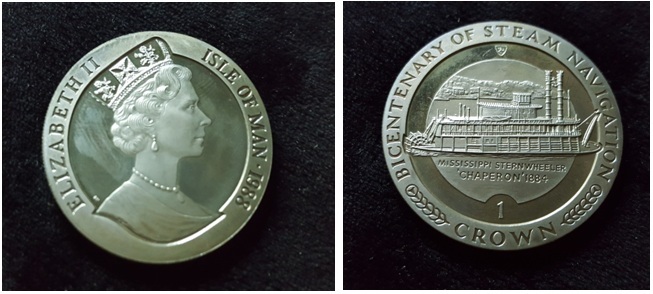 ELIZABETH II
ISLE OF MAN · 1988
BICENTENARY OF STEAM NAVIGATION
MISSISSIPPI STERNWHEELER
'CHAPERON' 1884
1
CROWN